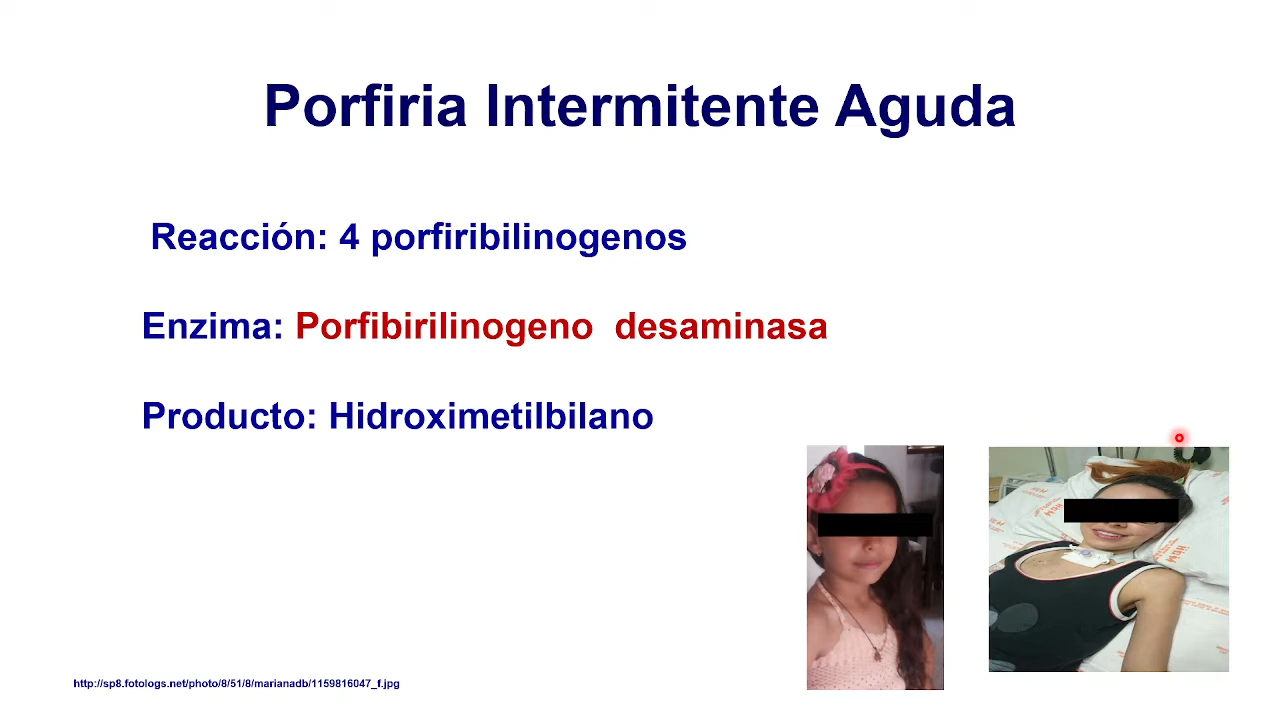 Porfiria Intermitente Aguda
Reacción: 4 porfiribilinogenos
Enzima: Porfibirilinogeno desaminasa
Producto: Hidroximetilbilano
http://sp8.fotologs.net/photo/8/51/8/marianadb/1159816047_f.jpg